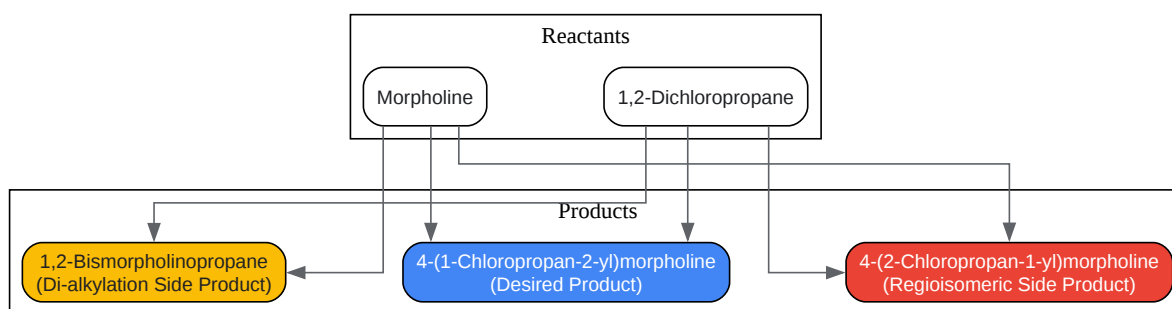 Reactants
Morpholine
1,2-Dichloropropane
Products
1,2-Bismorpholinopropane
(Di-alkylation Side Product)
4-(1-Chloropropan-2-yl)morpholine
(Desired Product)
4-(2-Chloropropan-1-yl)morpholine
(Regioisomeric Side Product)